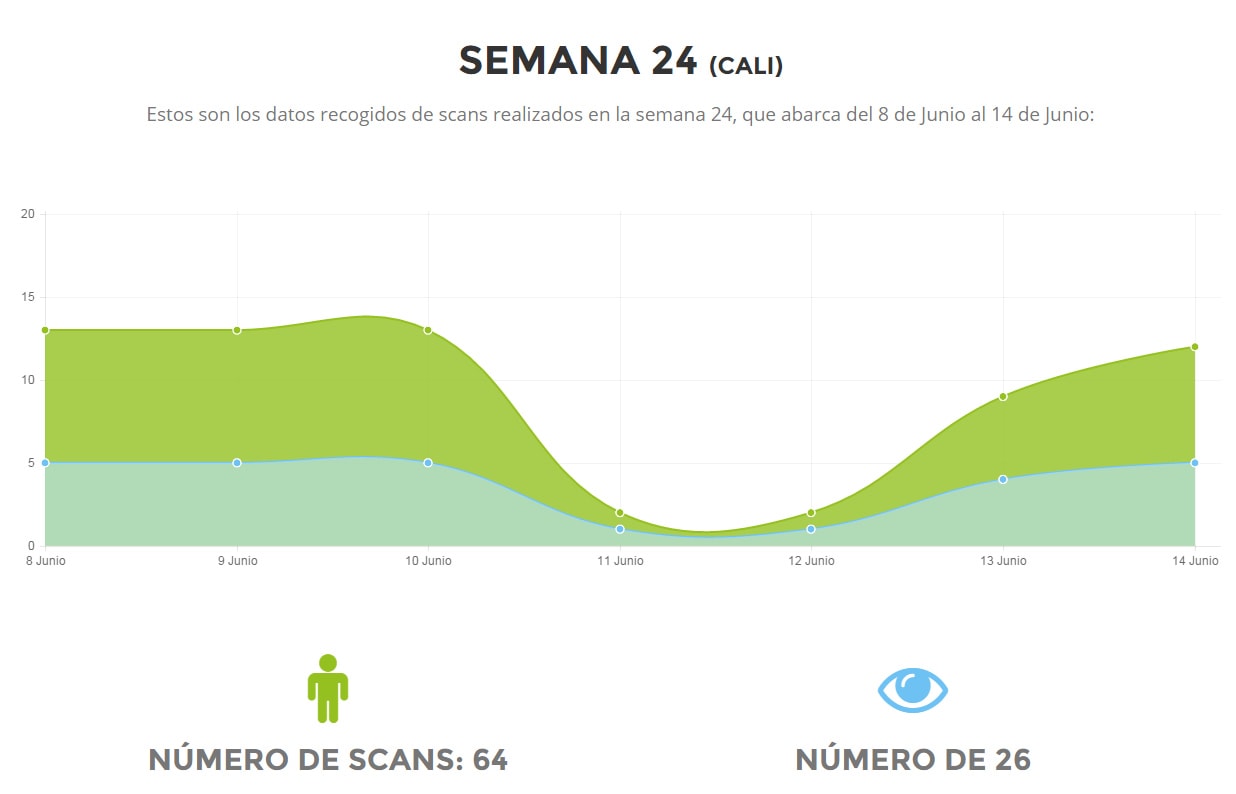 SEMANA 24 (CALI)
Estos son los datos recogidos de scans realizados en la semana 24, que abarca del 8 de Junio al 14 de Junio:
20
15
10
5
0
8 Junio 9 Junio 10 Junio 11 Junio 12 Junio 13 Junio 14 Junio
NÚMERO DE SCANS: 64 NÚMERO DE 26